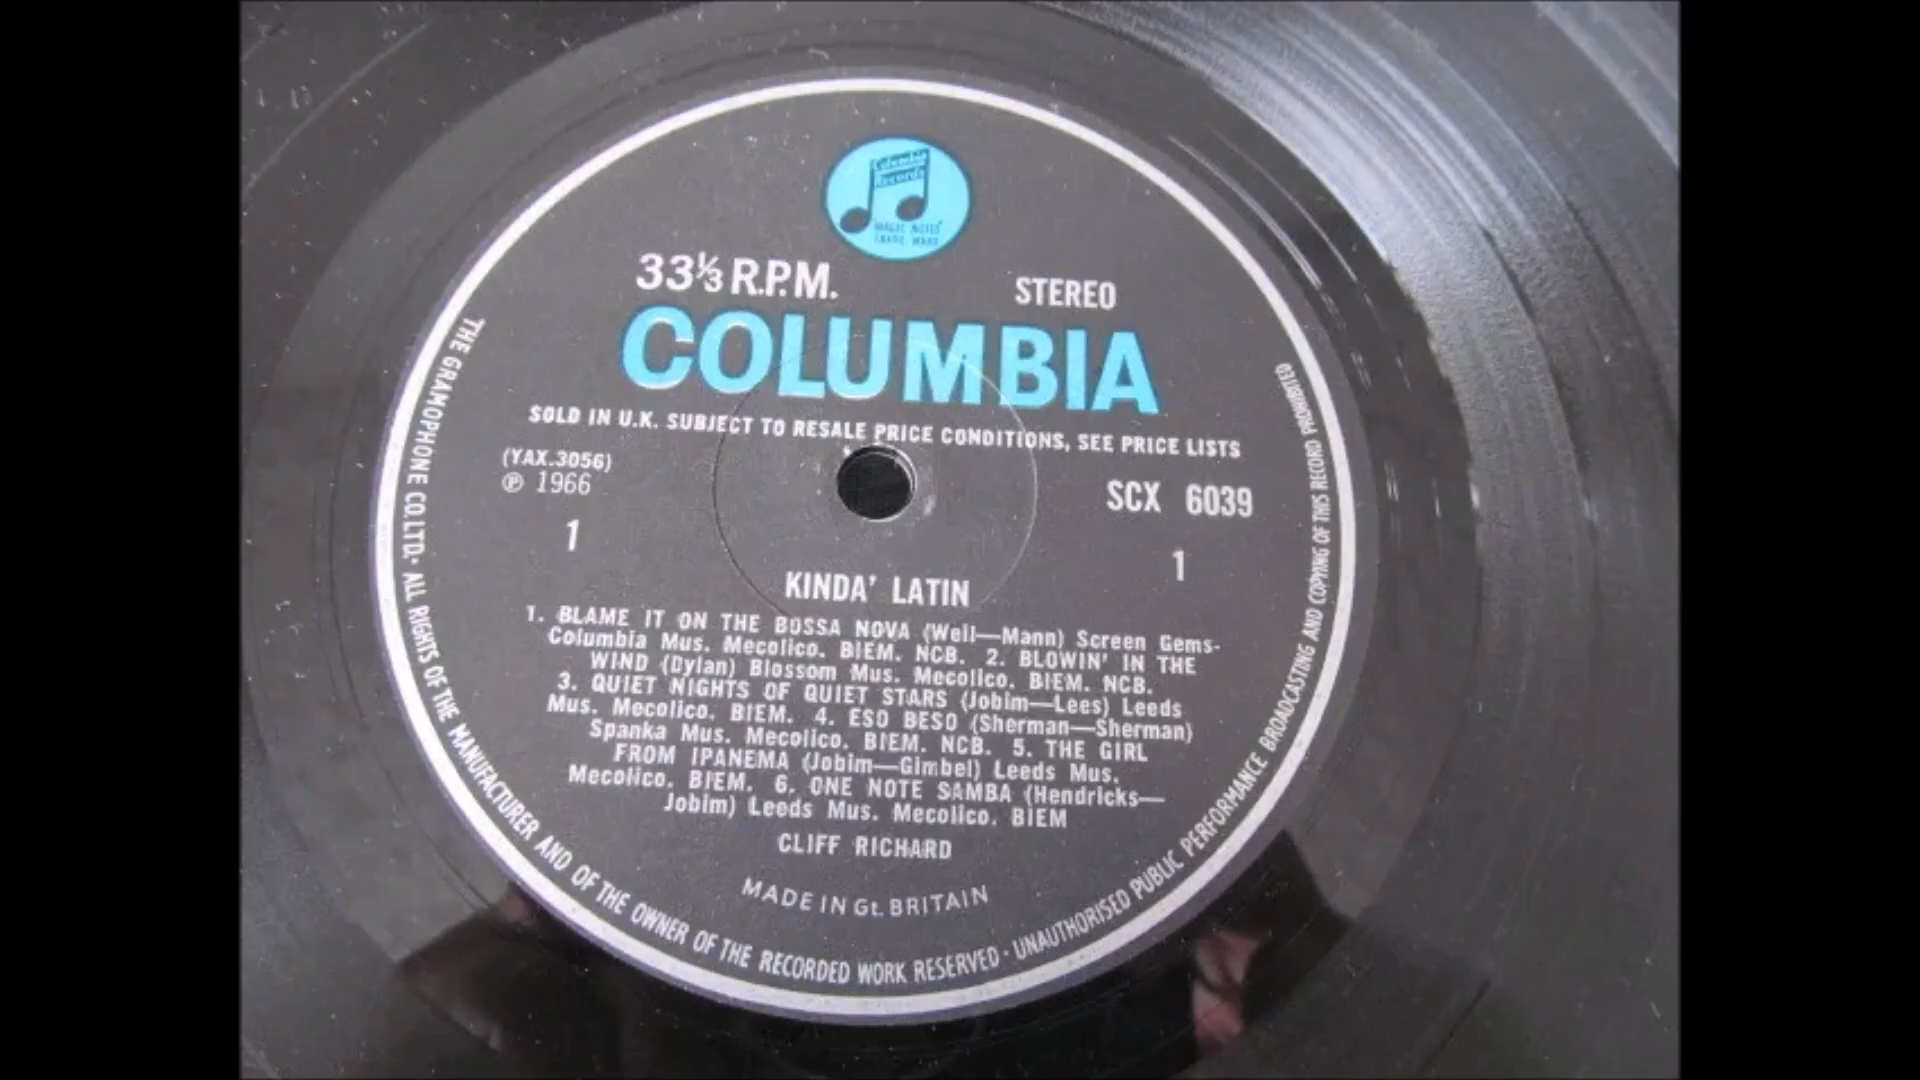 Columbia
Records
MAGIC NOTES
TRADE MARK
33⅓ R.P.M.
STEREO
COLUMBIA
SOLD IN U.K. SUBJECT TO RESALE PRICE CONDITIONS, SEE PRICE LISTS
(YAX.3056)
℗ 1966
SCX 6039
1
1
KINDA' LATIN
1. BLAME IT ON THE BOSSA NOVA (Weil—Mann) Screen Gems-
Columbia Mus. Mecolico. BIEM. NCB. 2. BLOWIN' IN THE
WIND (Dylan) Blossom Mus. Mecolico. BIEM. NCB.
3. QUIET NIGHTS OF QUIET STARS (Jobim—Lees) Leeds
Mus. Mecolico. BIEM. 4. ESO BESO (Sherman—Sherman)
Spanka Mus. Mecolico. BIEM. NCB. 5. THE GIRL
FROM IPANEMA (Jobim—Gimbel) Leeds Mus.
Mecolico. BIEM. 6. ONE NOTE SAMBA (Hendricks—
Jobim) Leeds Mus. Mecolico. BIEM
CLIFF RICHARD
MADE IN Gt. BRITAIN
THE GRAMOPHONE CO. LTD. · ALL RIGHTS OF THE MANUFACTURER AND OF THE OWNER OF THE RECORDED WORK RESERVED · UNAUTHORISED PUBLIC PERFORMANCE BROADCASTING AND COPYING OF THIS RECORD PROHIBITED